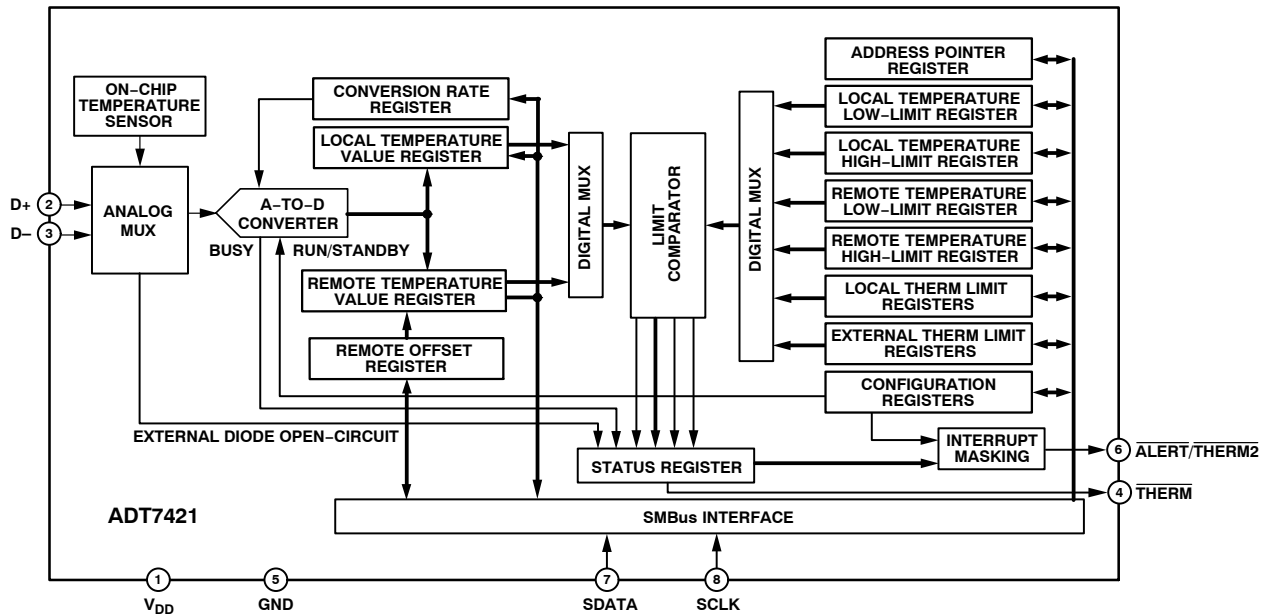 ON–CHIP
TEMPERATURE
SENSOR
D+
2
D–
3
ANALOG
MUX
A–TO–D
CONVERTER
BUSY
RUN/STANDBY
CONVERSION RATE
REGISTER
LOCAL TEMPERATURE
VALUE REGISTER
REMOTE TEMPERATURE
VALUE REGISTER
REMOTE OFFSET
REGISTER
DIGITAL MUX
LIMIT
COMPARATOR
DIGITAL MUX
ADDRESS POINTER
REGISTER
LOCAL TEMPERATURE
LOW–LIMIT REGISTER
LOCAL TEMPERATURE
HIGH–LIMIT REGISTER
REMOTE TEMPERATURE
LOW–LIMIT REGISTER
REMOTE TEMPERATURE
HIGH–LIMIT REGISTER
LOCAL THERM LIMIT
REGISTERS
EXTERNAL THERM LIMIT
REGISTERS
CONFIGURATION
REGISTERS
EXTERNAL DIODE OPEN–CIRCUIT
STATUS REGISTER
INTERRUPT
MASKING
6
ALERT/THERM2
4
THERM
ADT7421
SMBus INTERFACE
1
VDD
5
GND
7
SDATA
8
SCLK